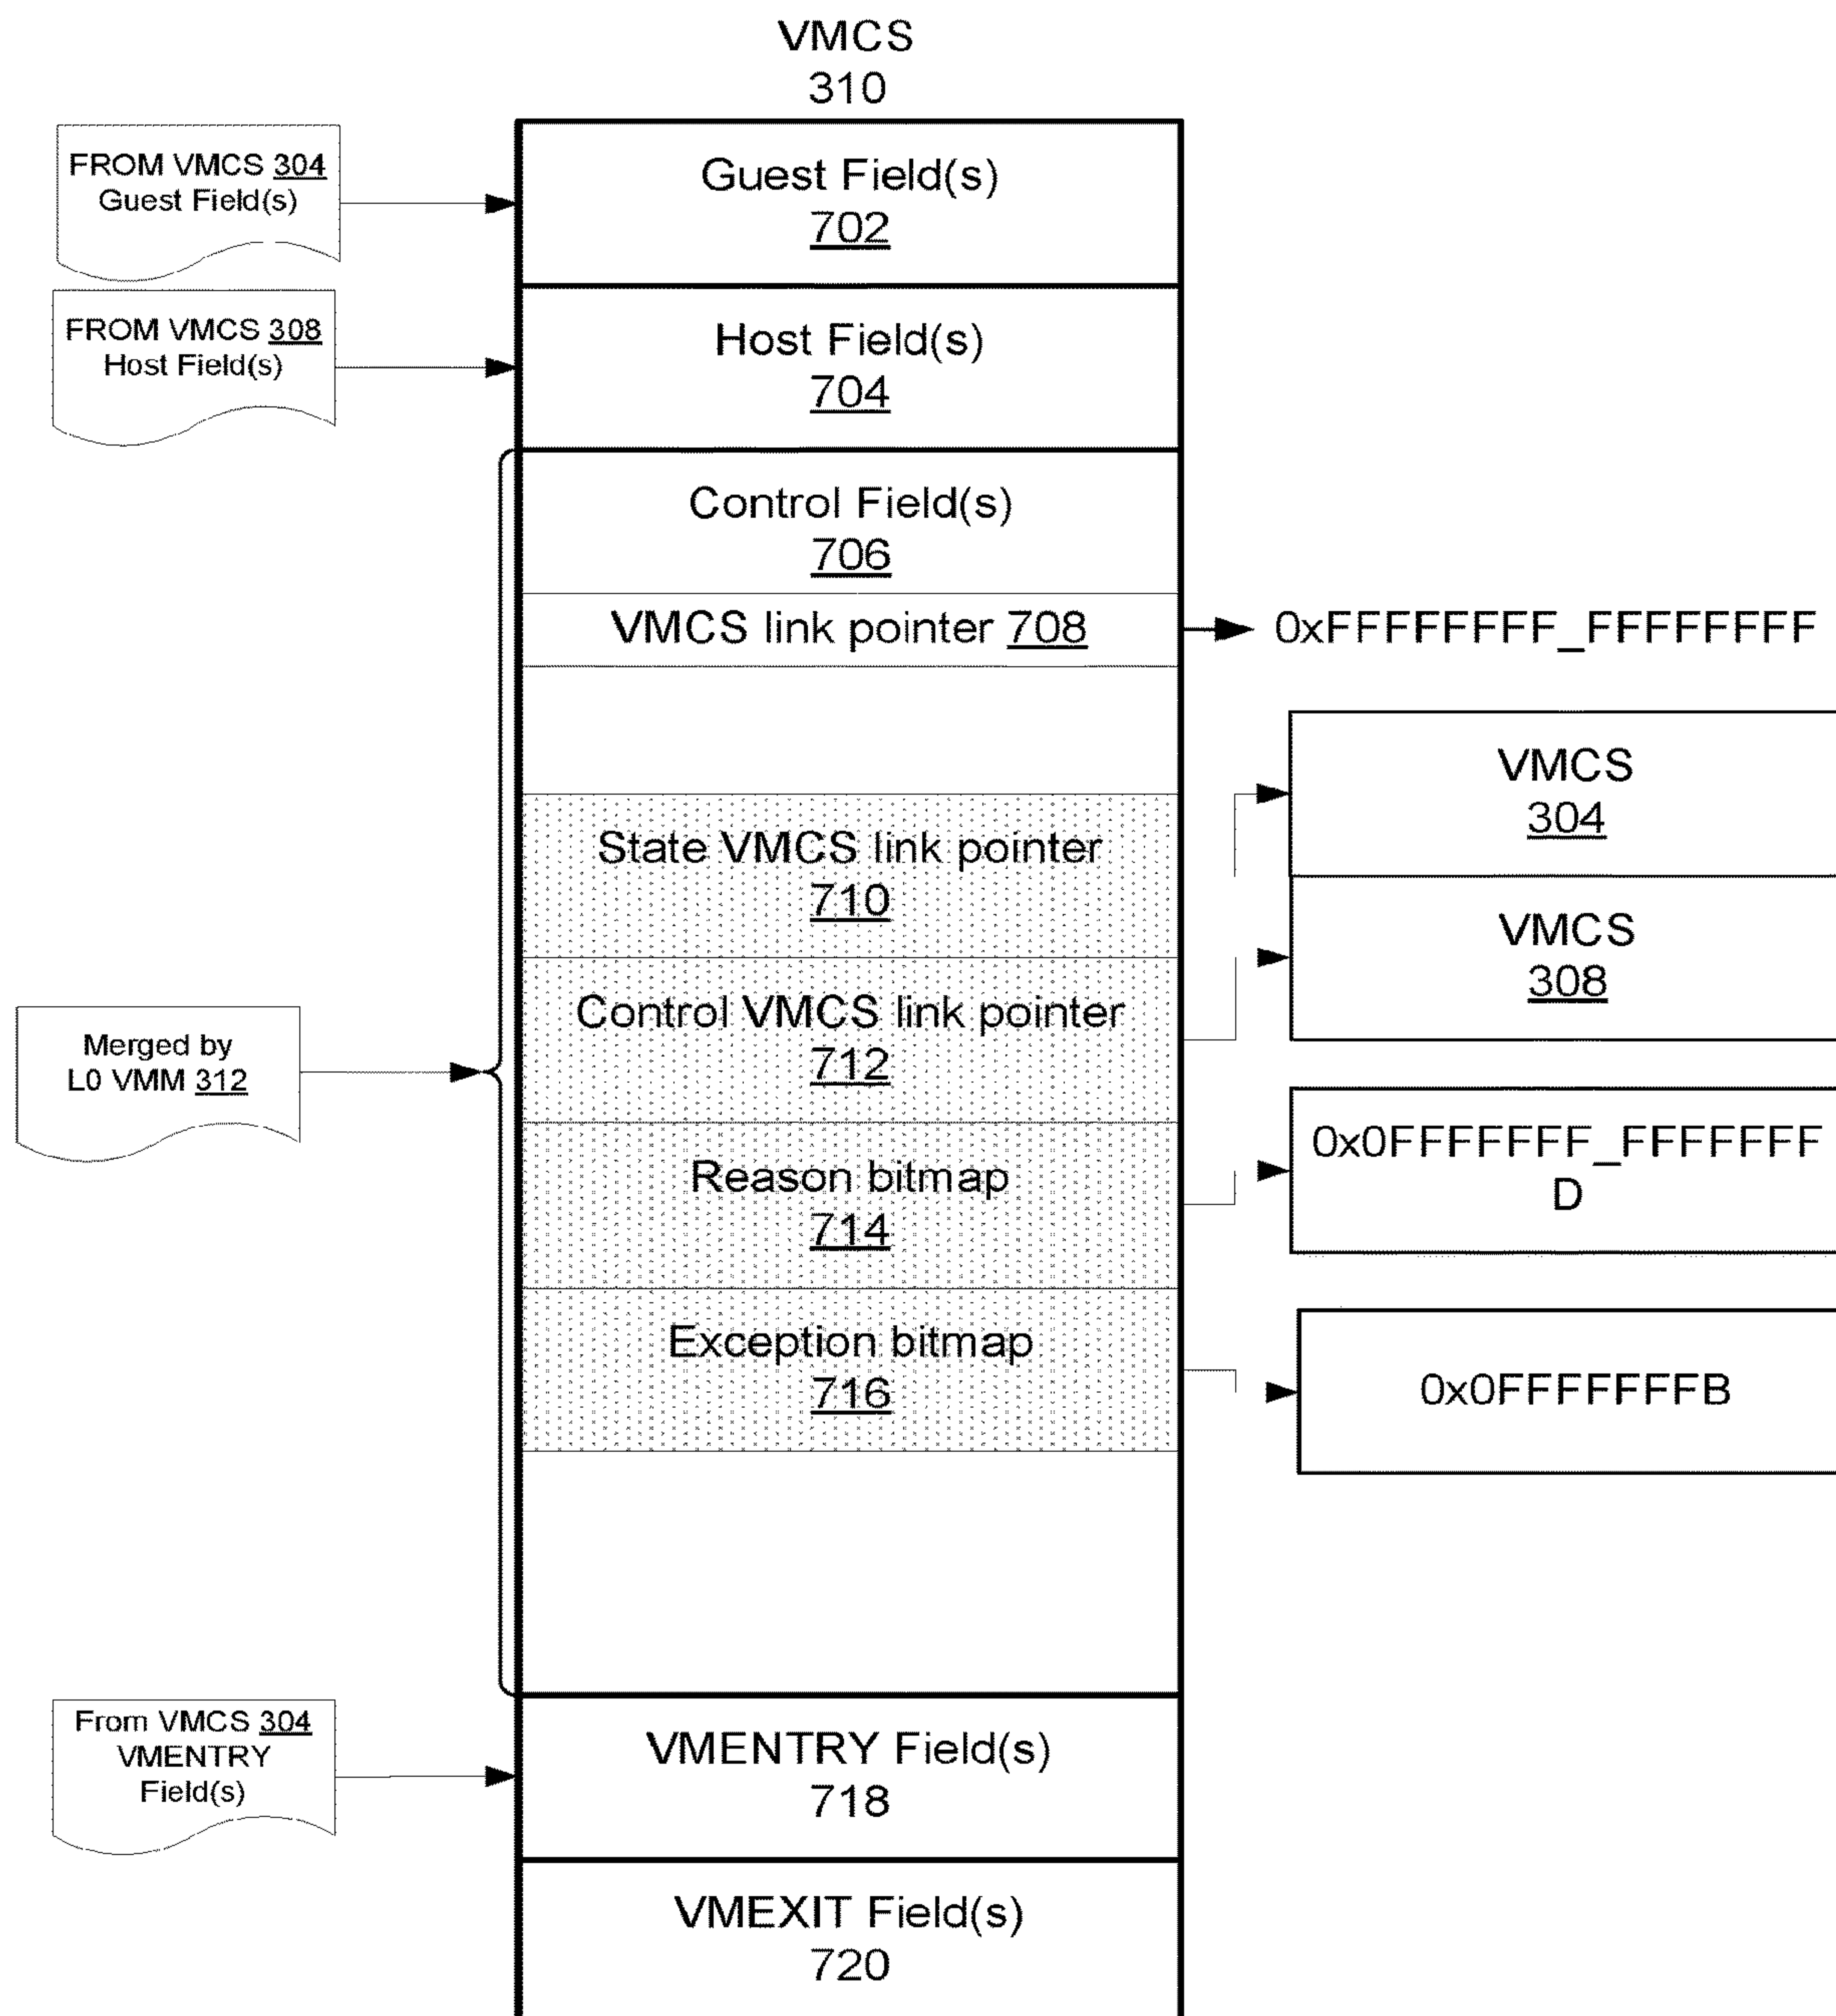 VMCS
310
FROM VMCS 304
Guest Field(s)
Guest Field(s)
702
FROM VMCS 308
Host Field(s)
Host Field(s)
704
Control Field(s)
706
VMCS link pointer 708
0xFFFFFFFF_FFFFFFFF
VMCS
304
State VMCS link pointer
710
VMCS
308
Control VMCS link pointer
712
Merged by
L0 VMM 312
Reason bitmap
714
0x0FFFFFFF_FFFFFFF
D
Exception bitmap
716
0x0FFFFFFFB
From VMCS 304
VMENTRY
Field(s)
VMENTRY Field(s)
718
VMEXIT Field(s)
720